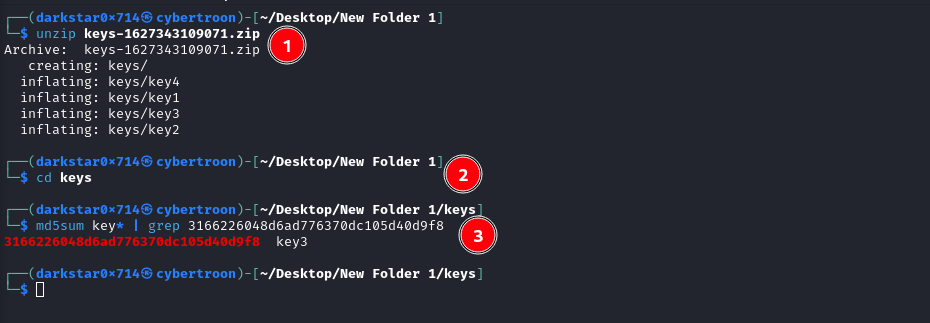 ┌──(darkstar0×714㉿cybertroon)-[~/Desktop/New Folder 1]
└─$ unzip keys-1627343109071.zip
1
Archive:  keys-1627343109071.zip
   creating: keys/
  inflating: keys/key4
  inflating: keys/key1
  inflating: keys/key3
  inflating: keys/key2
┌──(darkstar0×714㉿cybertroon)-[~/Desktop/New Folder 1]
└─$ cd keys
2
┌──(darkstar0×714㉿cybertroon)-[~/Desktop/New Folder 1/keys]
└─$ md5sum key* | grep 3166226048d6ad776370dc105d40d9f8
3
3166226048d6ad776370dc105d40d9f8  key3
┌──(darkstar0×714㉿cybertroon)-[~/Desktop/New Folder 1/keys]
└─$